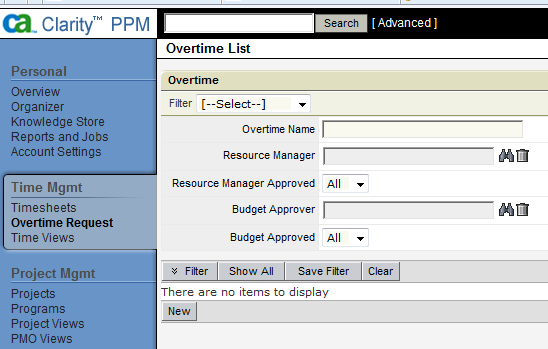 ca Clarity™ PPM
Search [ Advanced ]
Personal
Overview
Organizer
Knowledge Store
Reports and Jobs
Account Settings
Time Mgmt
Timesheets
Overtime Request
Time Views
Project Mgmt
Projects
Programs
Project Views
PMO Views
Overtime List
Overtime
Filter [--Select--]
Overtime Name
Resource Manager
Resource Manager Approved All
Budget Approver
Budget Approved All
Filter Show All Save Filter Clear
There are no items to display
New